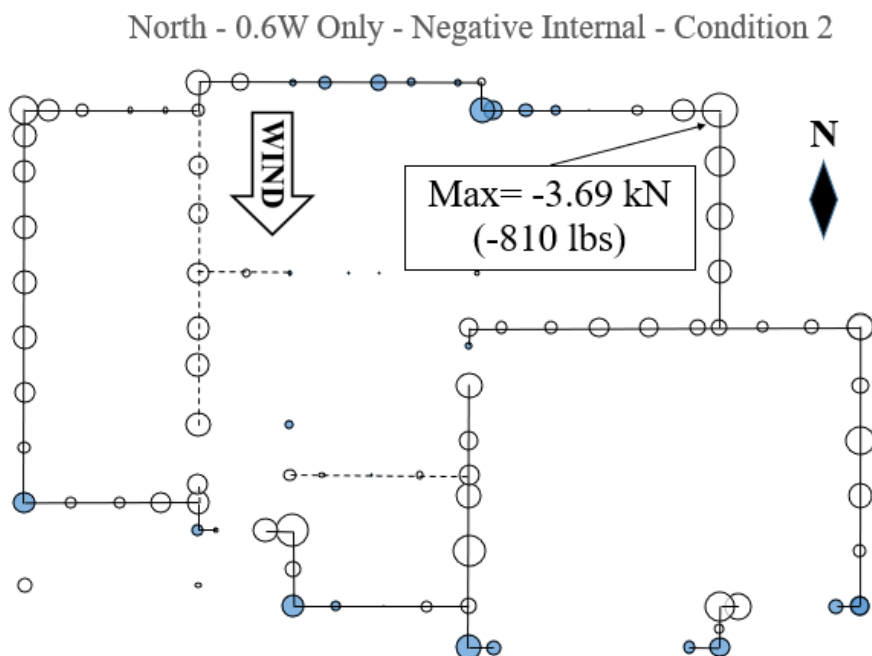 North - 0.6W Only - Negative Internal - Condition 2
WIND
N
Max= -3.69 kN
(-810 lbs)